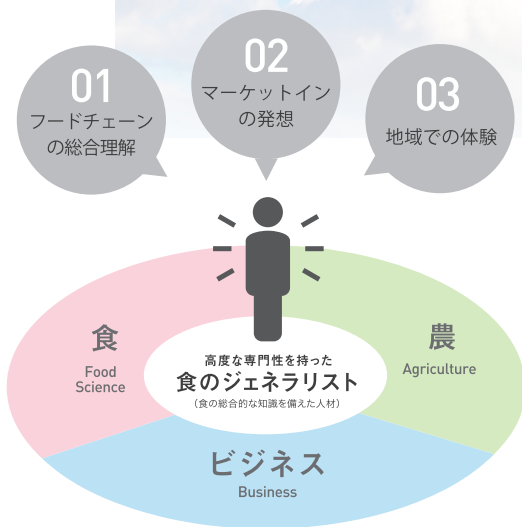 01
フードチェーン
の総合理解
02
マーケットイン
の発想
03
地域での体験
食
Food
Science
農
Agriculture
高度な専門性を持った
食のジェネラリスト
(食の総合的な知識を備えた人材)
ビジネス
Business